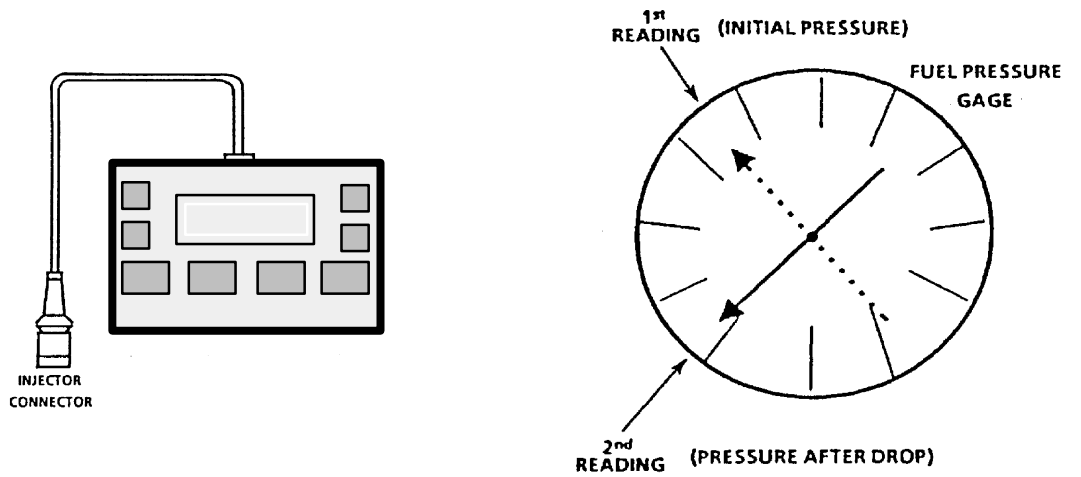 1st
READING (INITIAL PRESSURE)
FUEL PRESSURE
GAGE
INJECTOR
CONNECTOR
2nd
READING (PRESSURE AFTER DROP)